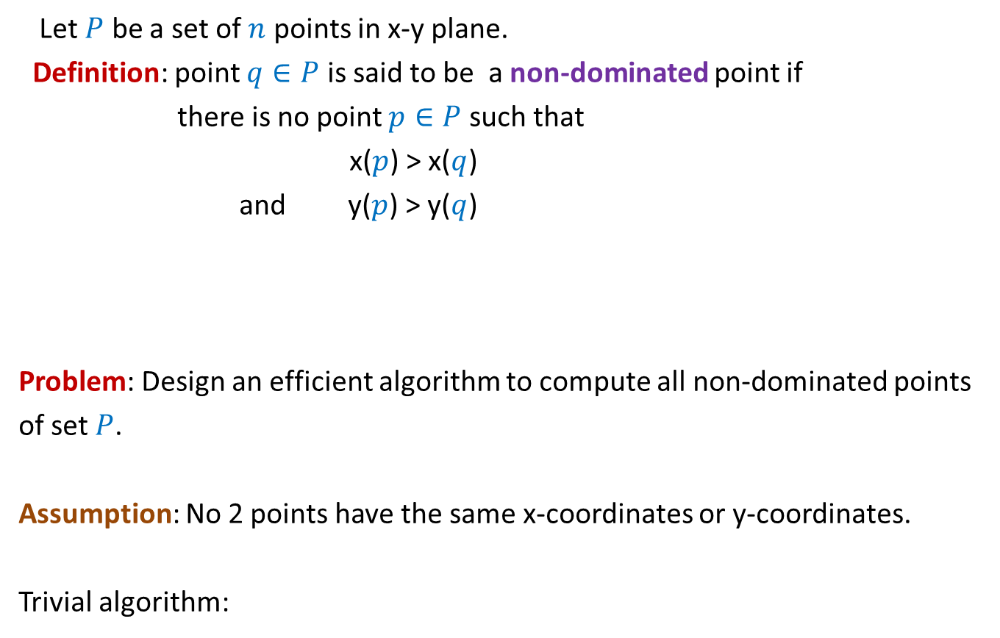 Let P be a set of n points in x-y plane.
Definition: point q ∈ P is said to be a non-dominated point if
there is no point p ∈ P such that
x(p) > x(q)
and y(p) > y(q)
Problem: Design an efficient algorithm to compute all non-dominated points
of set P.
Assumption: No 2 points have the same x-coordinates or y-coordinates.
Trivial algorithm: